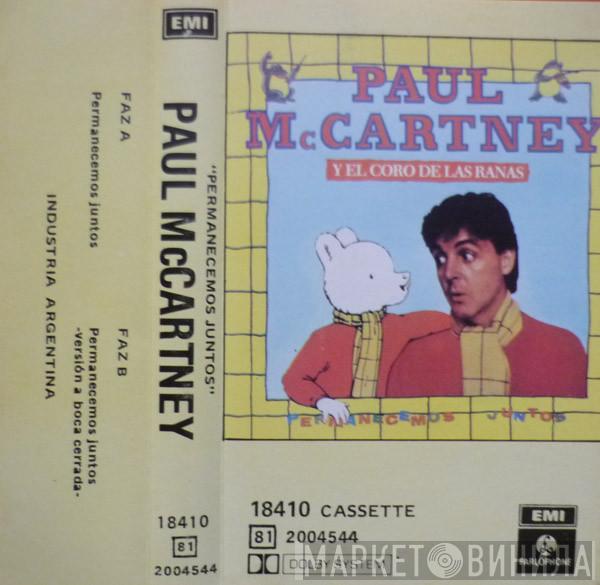 EMI
FAZ A
Permanecemos juntos
FAZ B
Permanecemos juntos
-versión a boca cerrada-
INDUSTRIA ARGENTINA
"PERMANECEMOS JUNTOS"
PAUL McCARTNEY
18410
81
2004544
PAUL
McCARTNEY
Y EL CORO DE LAS RANAS
PERMANECEMOS JUNTOS
18410 CASSETTE
81 2004544
DOLBY SYSTEM
EMI
PARLOPHONE
МАРКЕТ ВИНИЛА